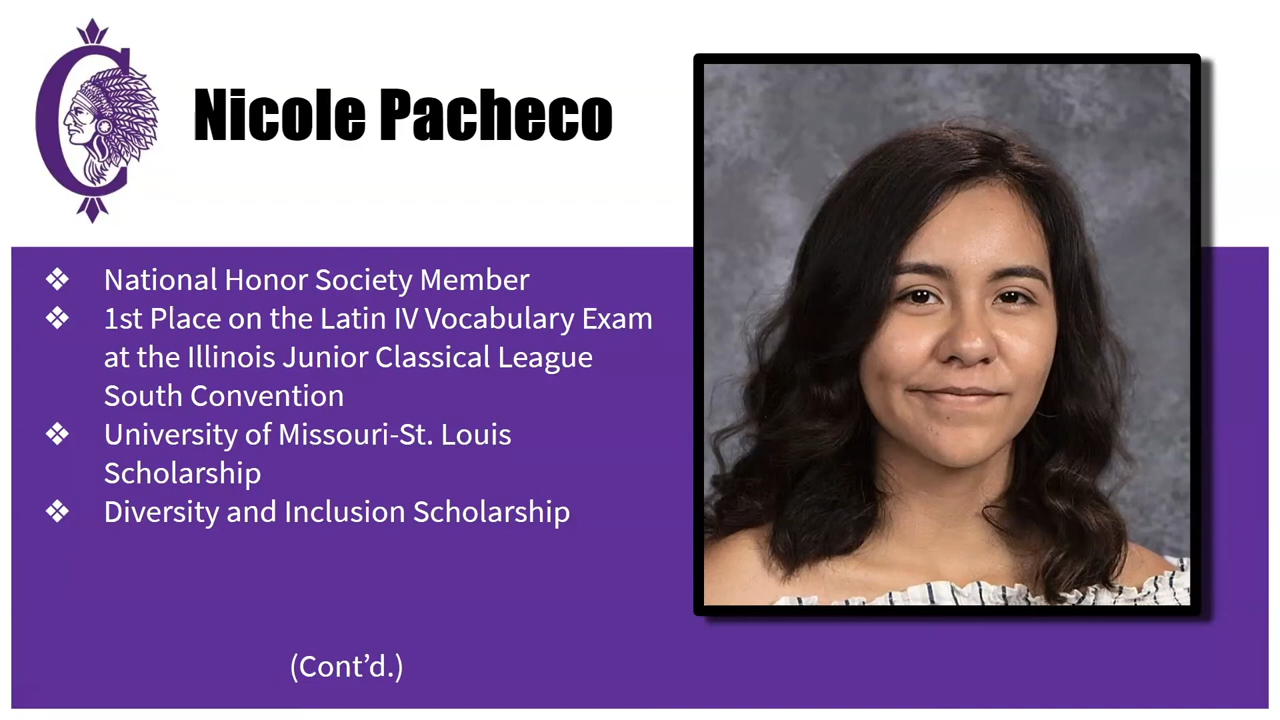 Nicole Pacheco
❖ National Honor Society Member
❖ 1st Place on the Latin IV Vocabulary Exam
at the Illinois Junior Classical League
South Convention
❖ University of Missouri-St. Louis
Scholarship
❖ Diversity and Inclusion Scholarship
(Cont’d.)
C